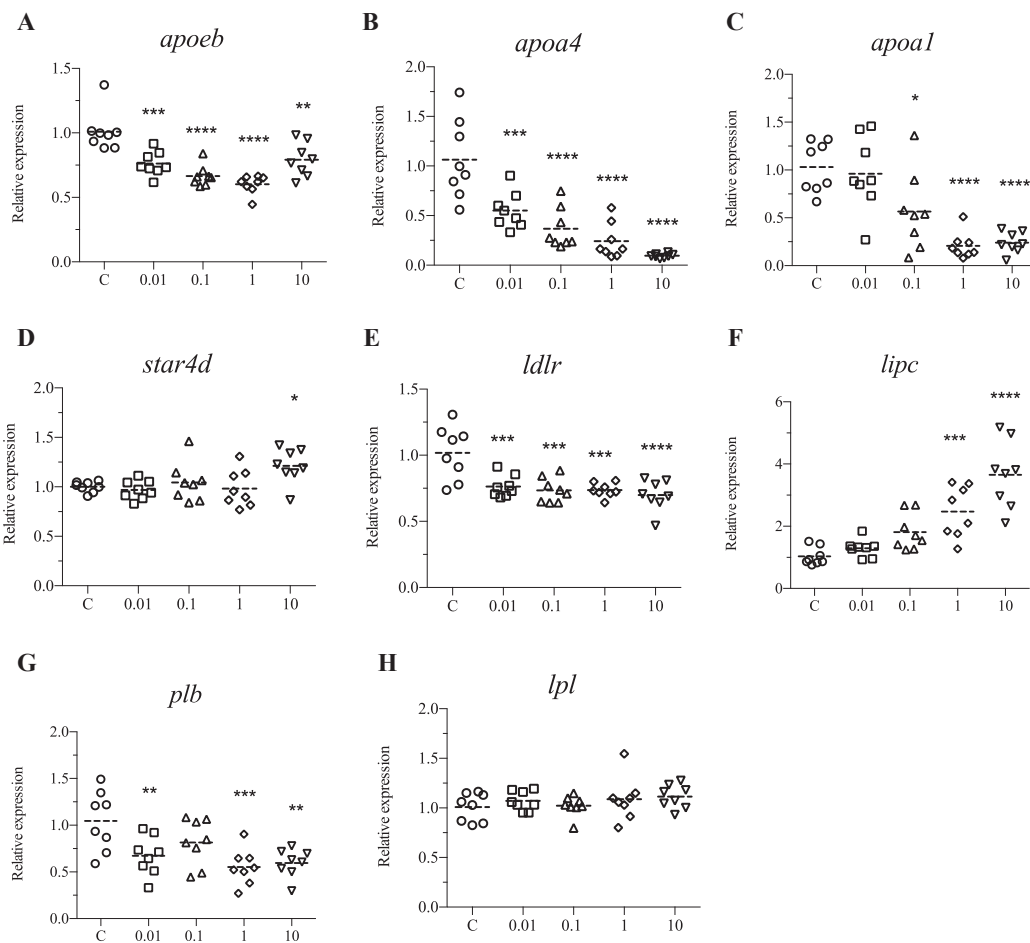 A
apoeb
Relative expression
1.5
1.0
0.5
0.0
***
****
****
**
C 0.01 0.1 1 10
B
apoa4
Relative expression
2.0
1.5
1.0
0.5
0.0
***
****
****
****
C 0.01 0.1 1 10
C
apoa1
Relative expression
2.0
1.5
1.0
0.5
0.0
*
****
****
C 0.01 0.1 1 10
D
star4d
Relative expression
2.0
1.5
1.0
0.5
0.0
*
C 0.01 0.1 1 10
E
ldlr
Relative expression
1.5
1.0
0.5
0.0
***
***
***
****
C 0.01 0.1 1 10
F
lipc
Relative expression
6
4
2
0
***
****
C 0.01 0.1 1 10
G
plb
Relative expression
2.0
1.5
1.0
0.5
0.0
**
***
**
C 0.01 0.1 1 10
H
lpl
Relative expression
2.0
1.5
1.0
0.5
0.0
C 0.01 0.1 1 10